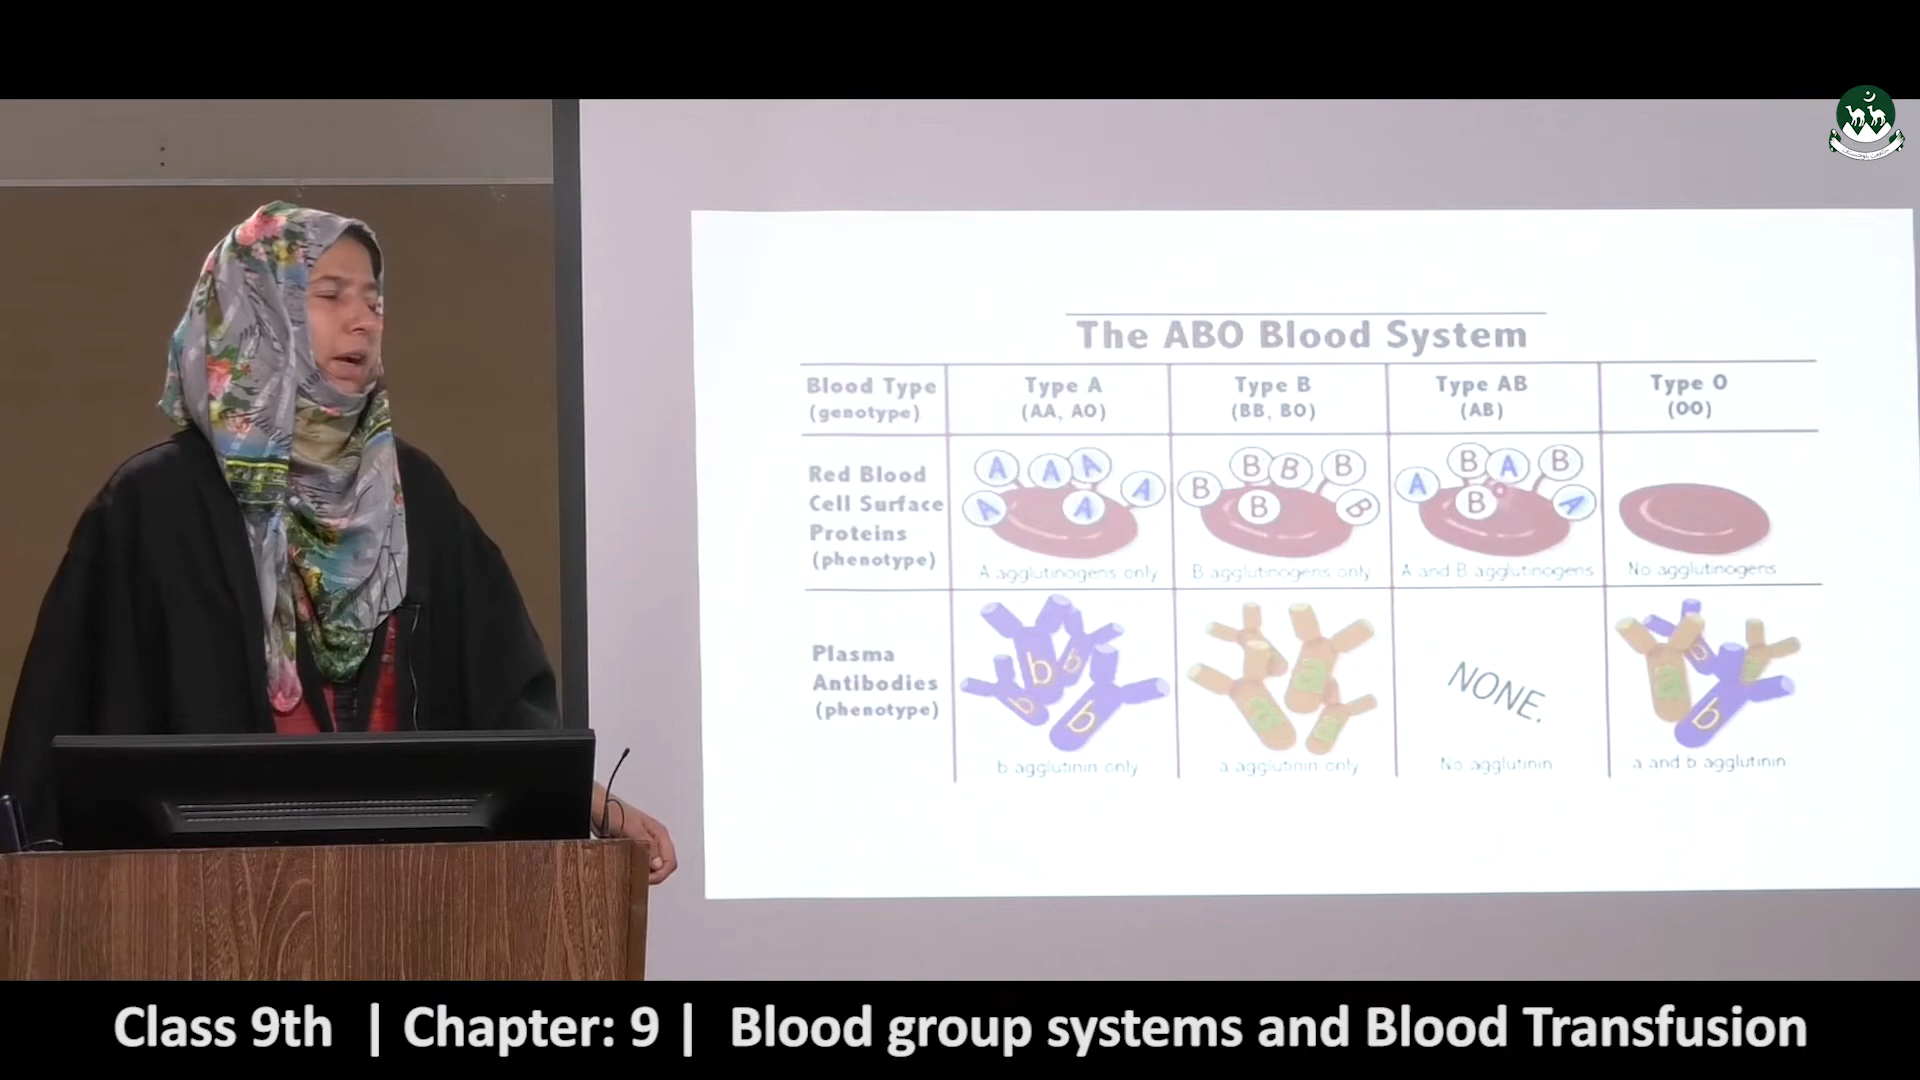 The ABO Blood System
Blood Type
(genotype)
Type A
(AA, AO)
Type B
(BB, BO)
Type AB
(AB)
Type O
(OO)
Red Blood
Cell Surface
Proteins
(phenotype)
A A A A A A
A agglutinogens only
B B B B B B
B agglutinogens only
A B A B B A
A and B agglutinogens
No agglutinogens
Plasma
Antibodies
(phenotype)
b b b b
b agglutinin only
a agglutinin only
NONE.
No agglutinin
b b
a and b agglutinin
Class 9th | Chapter: 9 | Blood group systems and Blood Transfusion